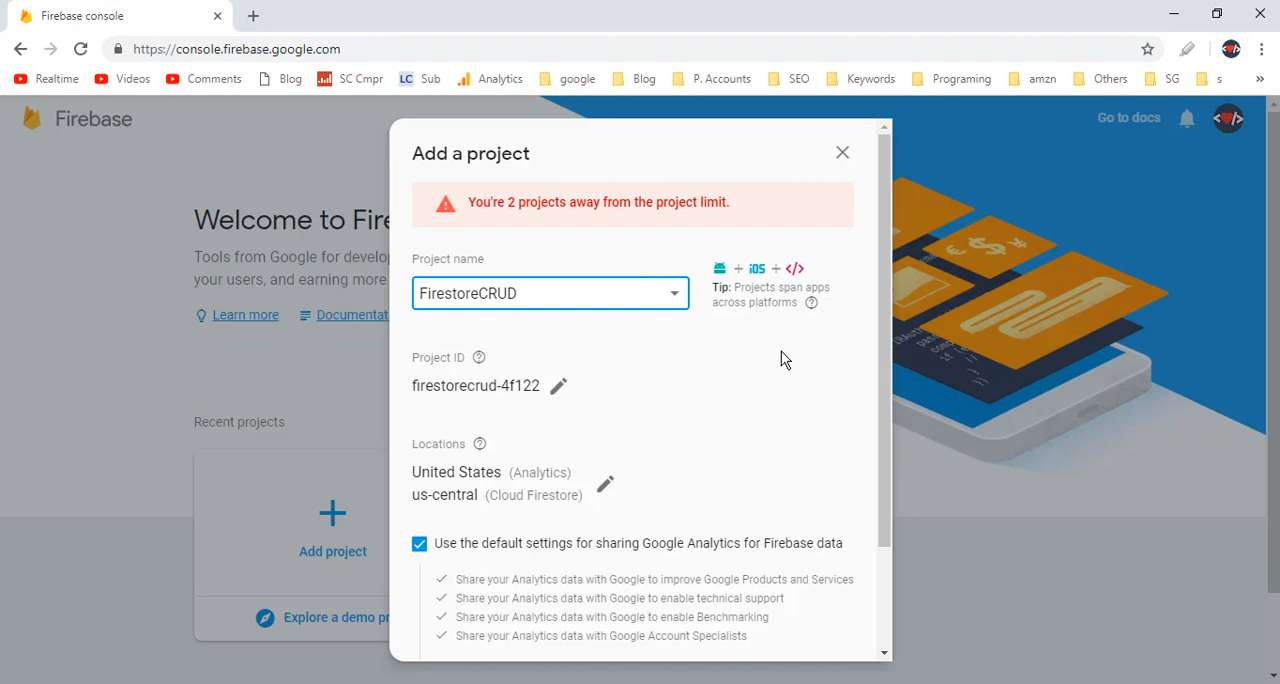 Firebase console
https://console.firebase.google.com
Realtime Videos Comments Blog SC Cmpr LC Sub Analytics google Blog P. Accounts SEO Keywords Programing amzn Others SG s »
Firebase
Go to docs
Welcome to Fire
Tools from Google for develo
your users, and earning more
Learn more Documentat
Recent projects
Add project
Explore a demo pr
Add a project
You're 2 projects away from the project limit.
Project name
FirestoreCRUD
+ iOS + </>
Tip: Projects span apps
across platforms
Project ID
firestorecrud-4f122
Locations
United States (Analytics)
us-central (Cloud Firestore)
Use the default settings for sharing Google Analytics for Firebase data
Share your Analytics data with Google to improve Google Products and Services
Share your Analytics data with Google to enable technical support
Share your Analytics data with Google to enable Benchmarking
Share your Analytics data with Google Account Specialists